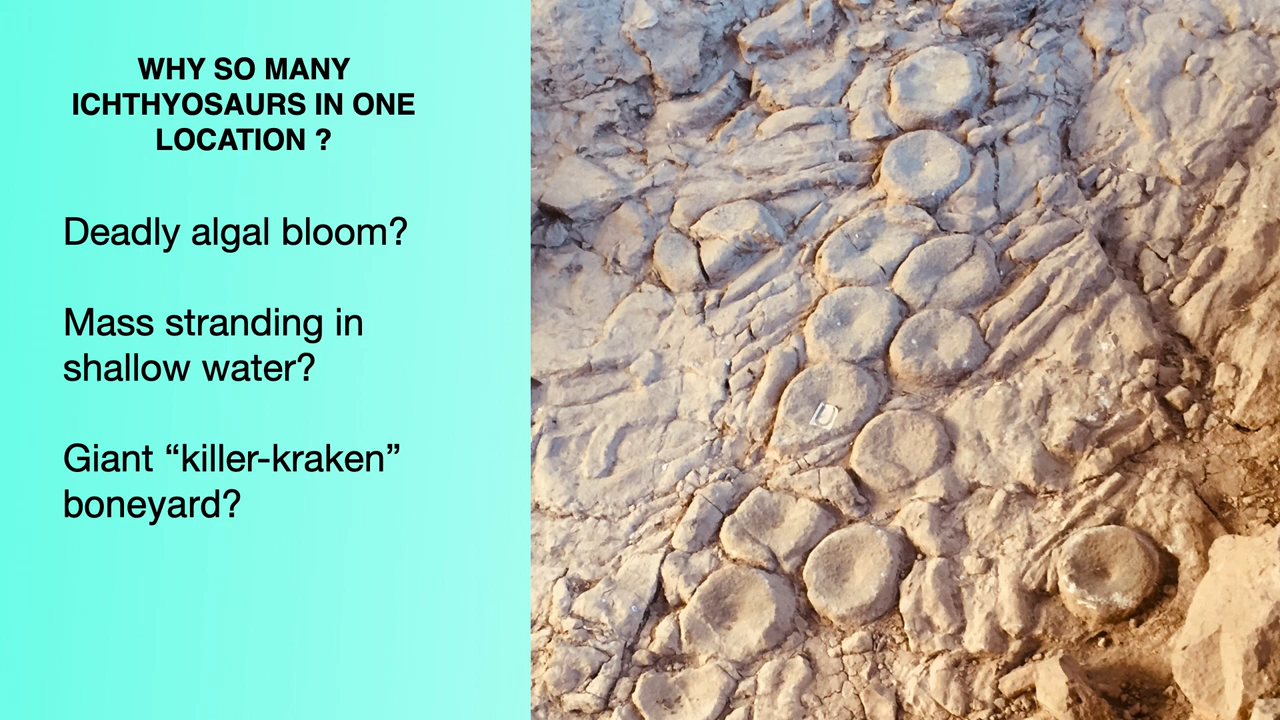 WHY SO MANY
ICHTHYOSAURS IN ONE
LOCATION ?
Deadly algal bloom?
Mass stranding in
shallow water?
Giant “killer-kraken”
boneyard?